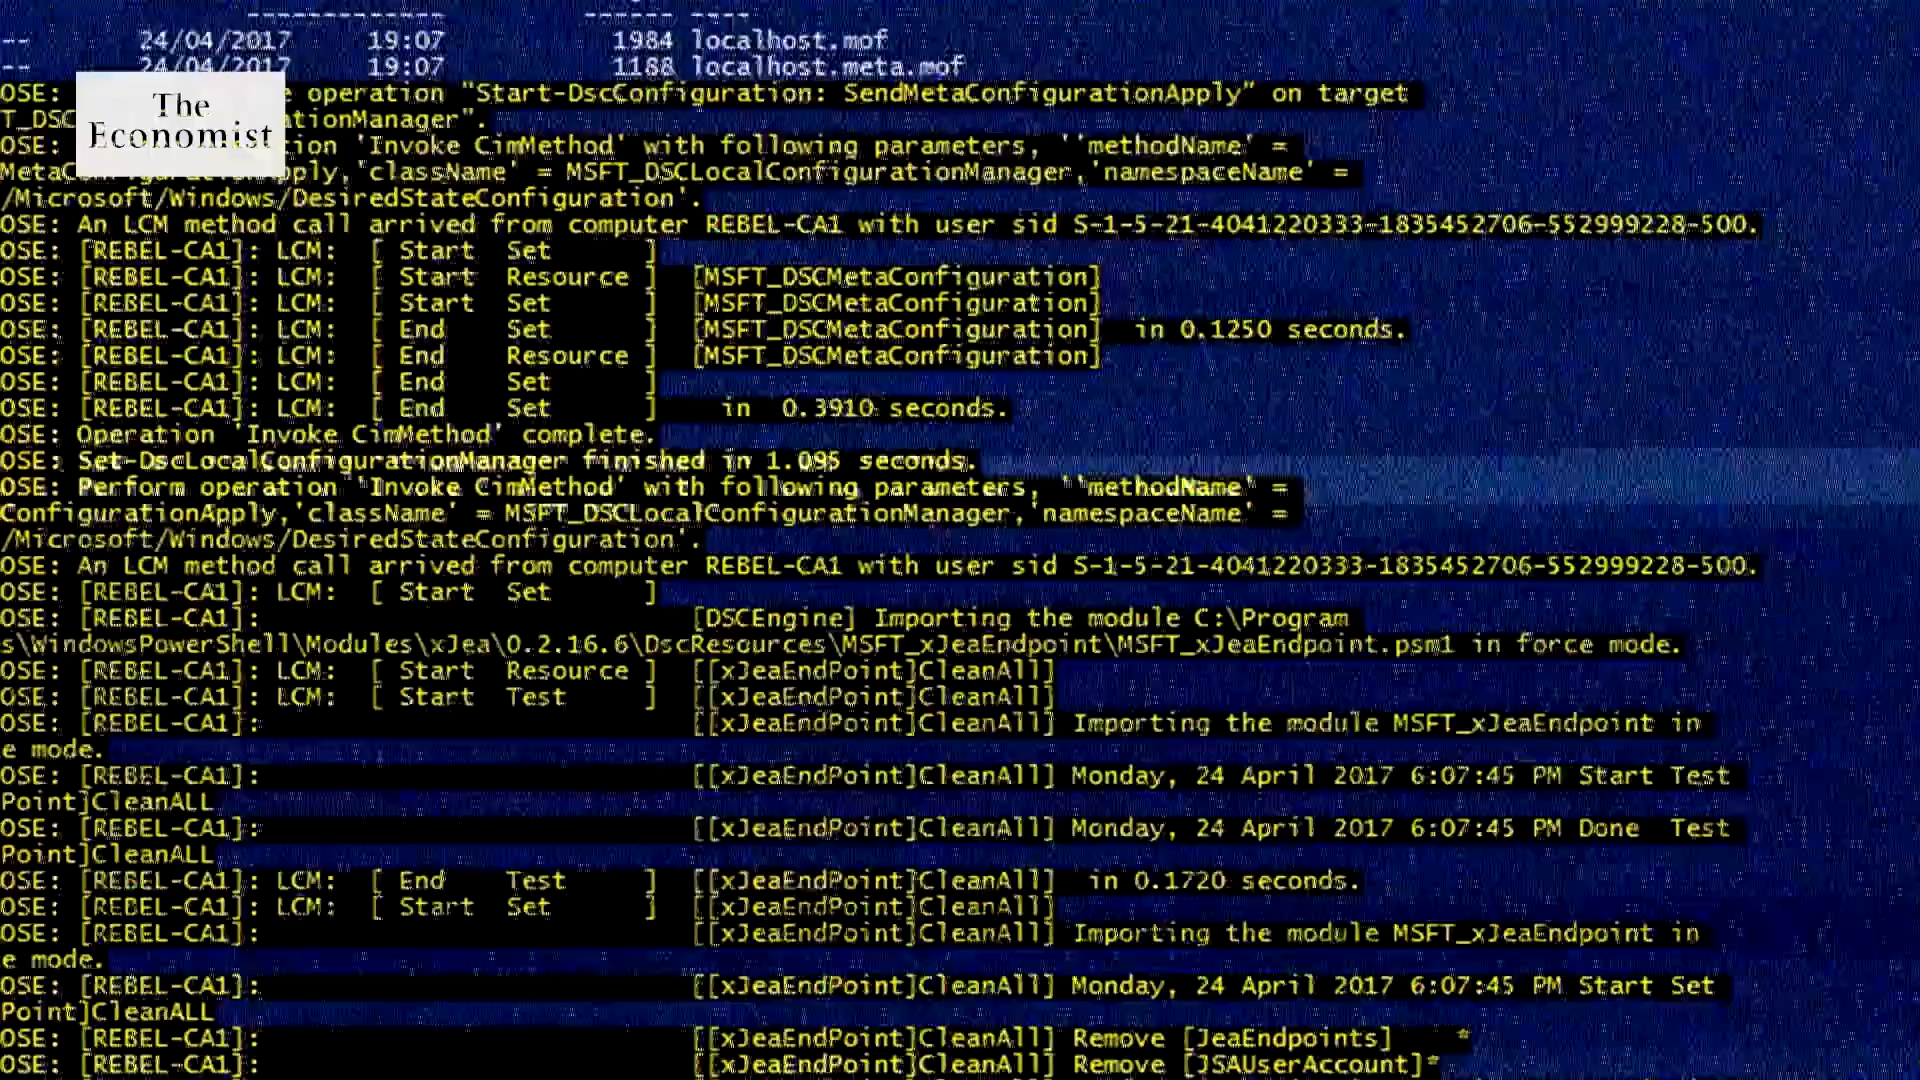 -- 24/04/2017 19:07 1984 localhost.mof
-- 24/04/2017 19:07 1188 localhost.meta.mof
The
Economist
OSE: operation "Start-DscConfiguration: SendMetaConfigurationApply" on target
T_DSC tionManager".
OSE: ion 'Invoke CimMethod' with following parameters, ''methodName' =
MetaConfigurationApply,'className' = MSFT_DSCLocalConfigurationManager,'namespaceName' =
/Microsoft/Windows/DesiredStateConfiguration'.
OSE: An LCM method call arrived from computer REBEL-CA1 with user sid S-1-5-21-4041220333-1835452706-552999228-500.
OSE: [REBEL-CA1]: LCM: [ Start Set ]
OSE: [REBEL-CA1]: LCM: [ Start Resource ] [MSFT_DSCMetaConfiguration]
OSE: [REBEL-CA1]: LCM: [ Start Set ] [MSFT_DSCMetaConfiguration]
OSE: [REBEL-CA1]: LCM: [ End Set ] [MSFT_DSCMetaConfiguration] in 0.1250 seconds.
OSE: [REBEL-CA1]: LCM: [ End Resource ] [MSFT_DSCMetaConfiguration]
OSE: [REBEL-CA1]: LCM: [ End Set ]
OSE: [REBEL-CA1]: LCM: [ End Set ] in 0.3910 seconds.
OSE: Operation 'Invoke CimMethod' complete.
OSE: Set-DscLocalConfigurationManager finished in 1.095 seconds.
OSE: Perform operation 'Invoke CimMethod' with following parameters, ''methodName' =
ConfigurationApply,'className' = MSFT_DSCLocalConfigurationManager,'namespaceName' =
/Microsoft/Windows/DesiredStateConfiguration'.
OSE: An LCM method call arrived from computer REBEL-CA1 with user sid S-1-5-21-4041220333-1835452706-552999228-500.
OSE: [REBEL-CA1]: LCM: [ Start Set ]
OSE: [REBEL-CA1]: [DSCEngine] Importing the module C:\Program
s\WindowsPowerShell\Modules\xJea\0.2.16.6\DscResources\MSFT_xJeaEndpoint\MSFT_xJeaEndpoint.psm1 in force mode.
OSE: [REBEL-CA1]: LCM: [ Start Resource ] [[xJeaEndPoint]CleanAll]
OSE: [REBEL-CA1]: LCM: [ Start Test ] [[xJeaEndPoint]CleanAll]
OSE: [REBEL-CA1]: [[xJeaEndPoint]CleanAll] Importing the module MSFT_xJeaEndpoint in
e mode.
OSE: [REBEL-CA1]: [[xJeaEndPoint]CleanAll] Monday, 24 April 2017 6:07:45 PM Start Test
Point]CleanALL
OSE: [REBEL-CA1]: [[xJeaEndPoint]CleanAll] Monday, 24 April 2017 6:07:45 PM Done Test
Point]CleanALL
OSE: [REBEL-CA1]: LCM: [ End Test ] [[xJeaEndPoint]CleanAll] in 0.1720 seconds.
OSE: [REBEL-CA1]: LCM: [ Start Set ] [[xJeaEndPoint]CleanAll]
OSE: [REBEL-CA1]: [[xJeaEndPoint]CleanAll] Importing the module MSFT_xJeaEndpoint in
e mode.
OSE: [REBEL-CA1]: [[xJeaEndPoint]CleanAll] Monday, 24 April 2017 6:07:45 PM Start Set
Point]CleanALL
OSE: [REBEL-CA1]: [[xJeaEndPoint]CleanAll] Remove [JeaEndpoints] *
OSE: [REBEL-CA1]: [[xJeaEndPoint]CleanAll] Remove [JSAUserAccount]*